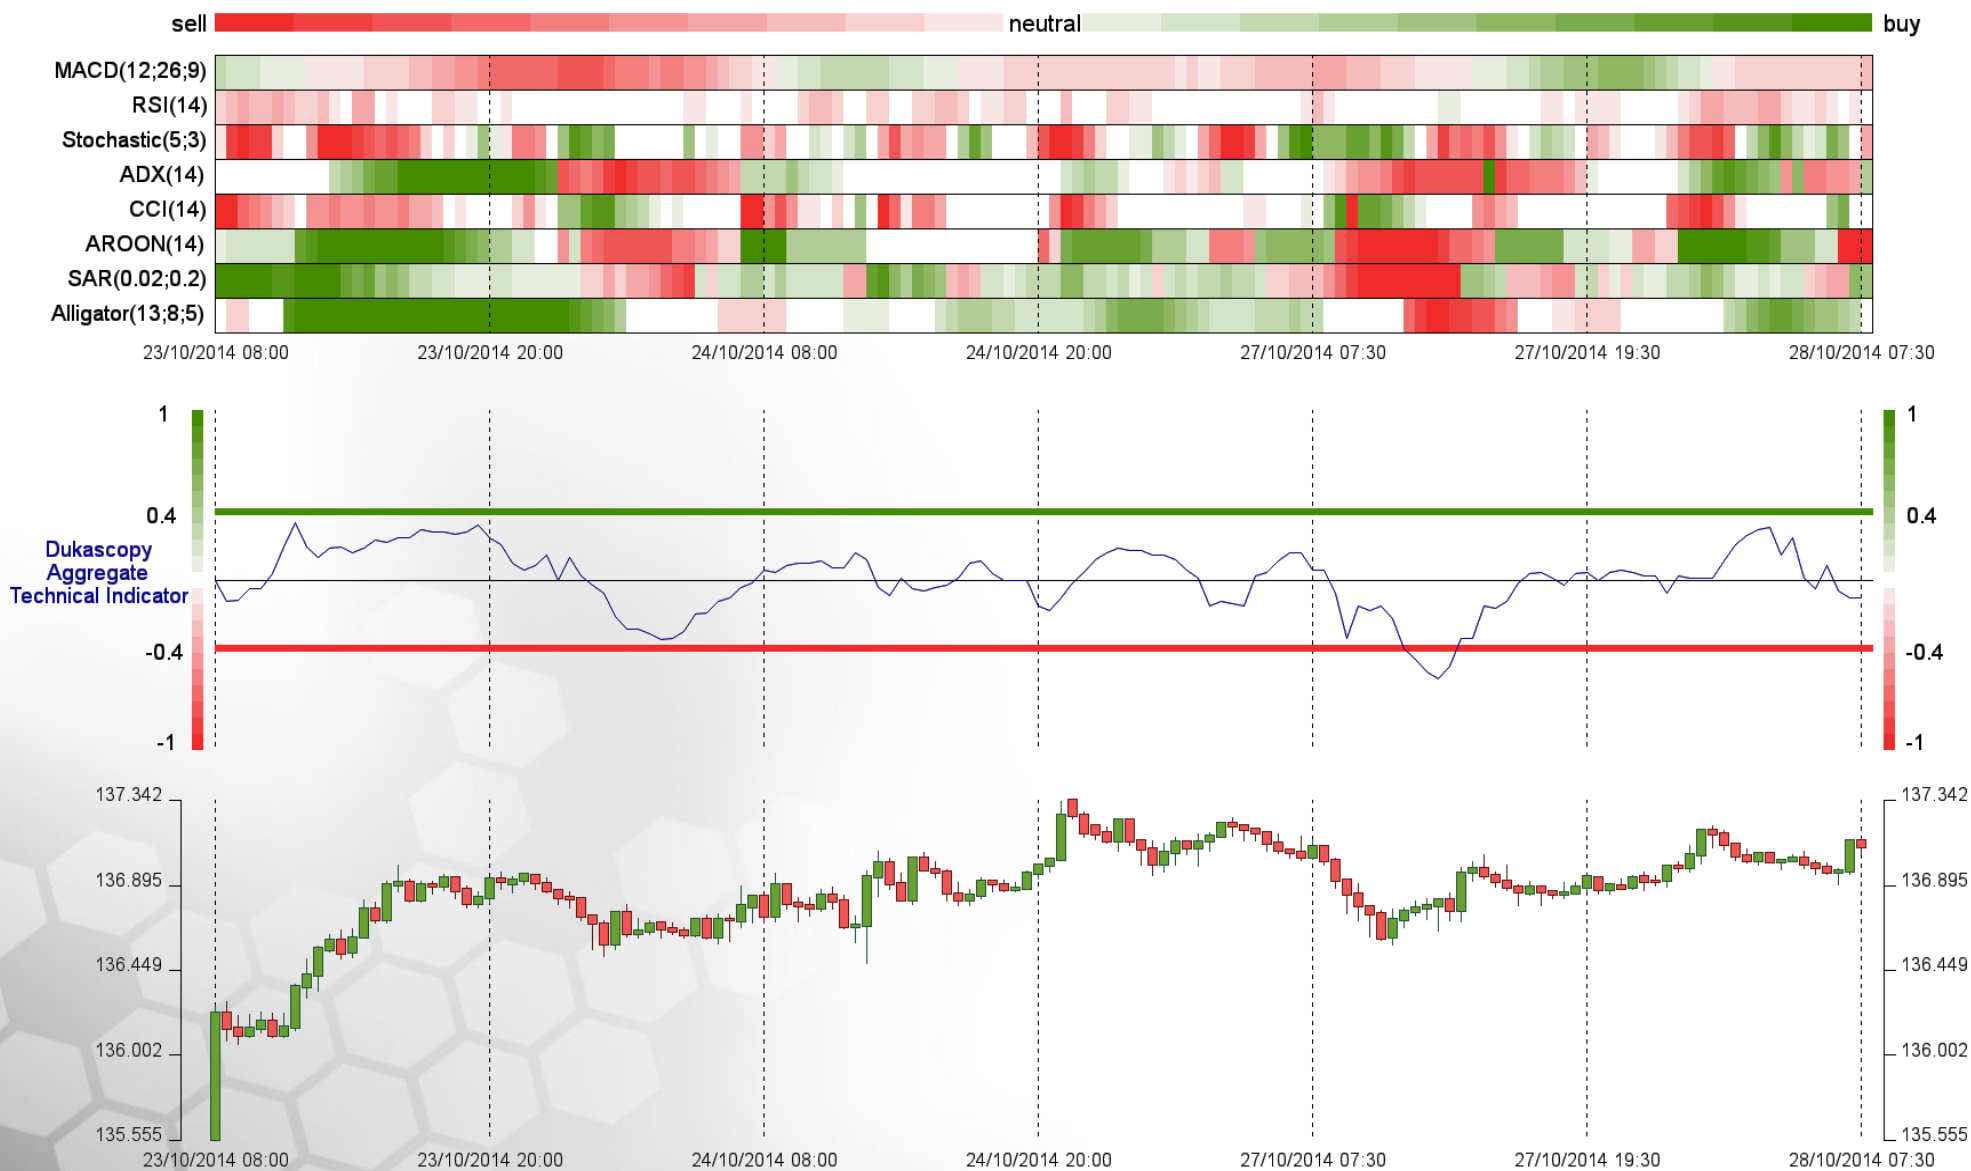 sell neutral buy
MACD(12;26;9)
RSI(14)
Stochastic(5;3)
ADX(14)
CCI(14)
AROON(14)
SAR(0.02;0.2)
Alligator(13;8;5)
23/10/2014 08:00 23/10/2014 20:00 24/10/2014 08:00 24/10/2014 20:00 27/10/2014 07:30 27/10/2014 19:30 28/10/2014 07:30
1 1
0.4 0.4
Dukascopy
Aggregate
Technical Indicator
-0.4 -0.4
-1 -1
137.342 137.342
136.895 136.895
136.449 136.449
136.002 136.002
135.555 135.555
23/10/2014 08:00 23/10/2014 20:00 24/10/2014 08:00 24/10/2014 20:00 27/10/2014 07:30 27/10/2014 19:30 28/10/2014 07:30